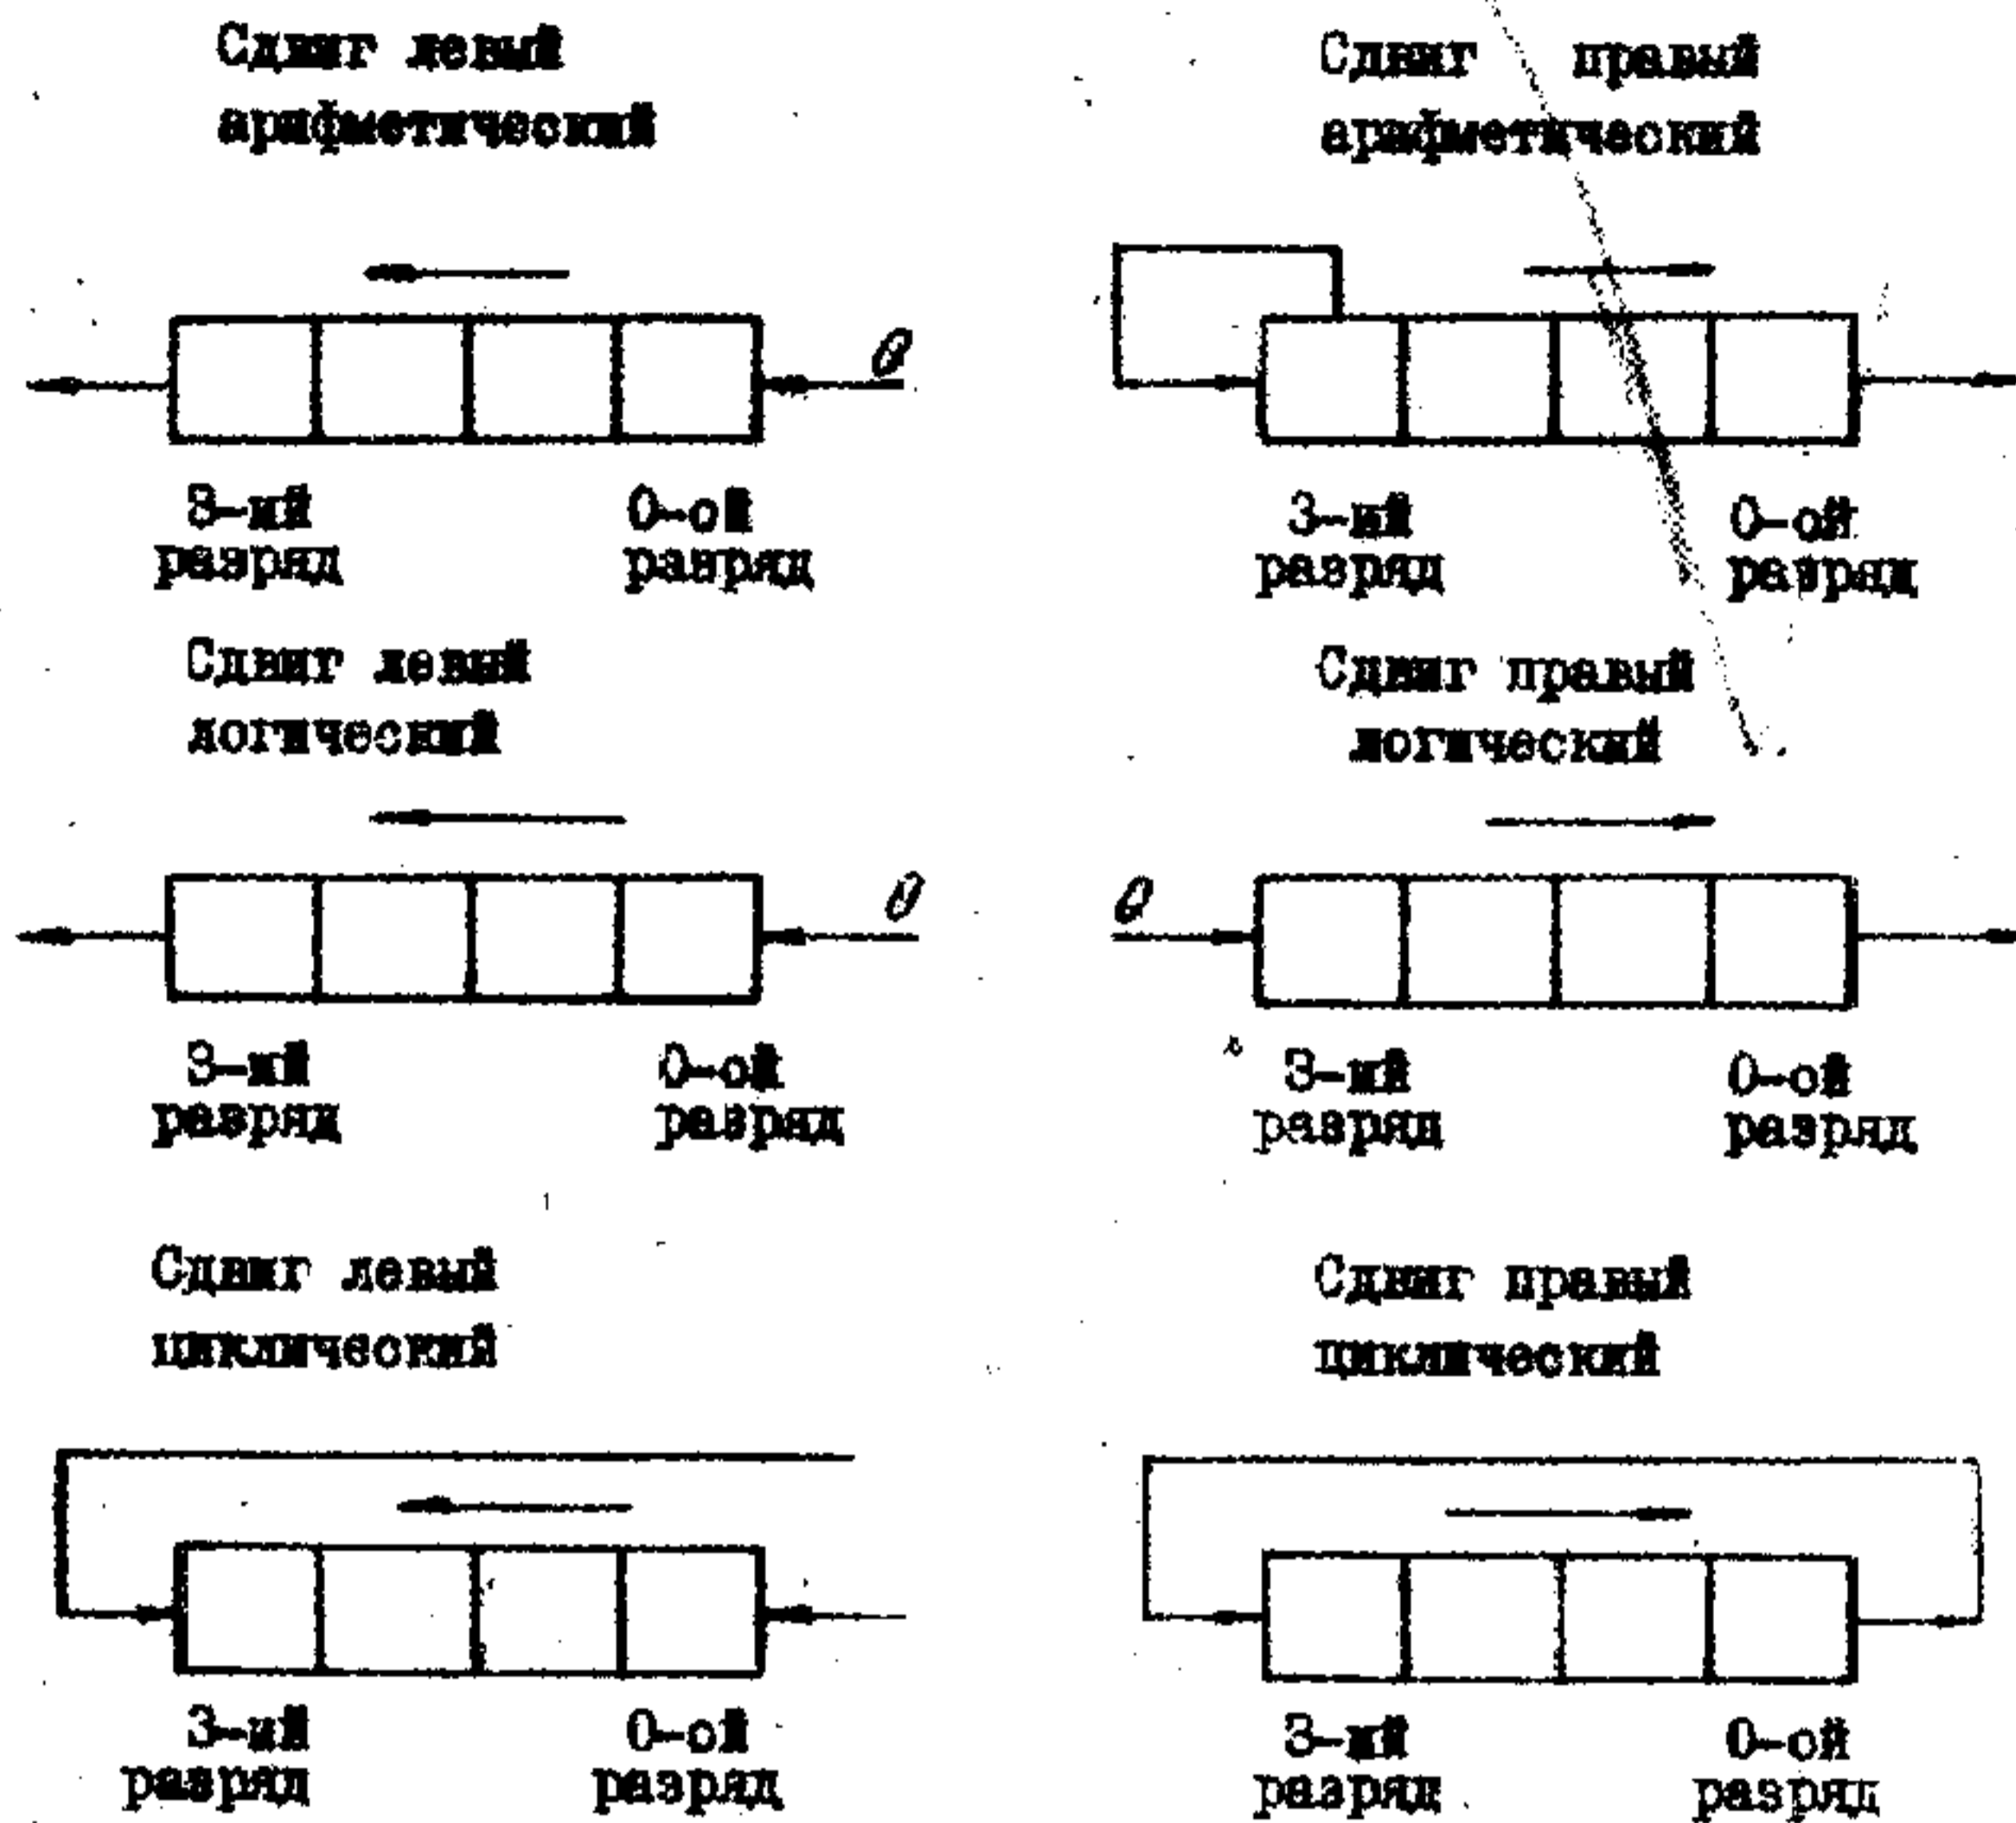 Сдвиг левый
арифметический
Сдвиг правый
арифметический
0
3-ий
разряд
0-ой
разряд
3-ий
разряд
0-ой
разряд
Сдвиг левый
логический
Сдвиг правый
логический
0
0
3-ий
разряд
0-ой
разряд
3-ий
разряд
0-ой
разряд
Сдвиг левый
циклический
Сдвиг правый
циклический
3-ий
разряд
0-ой
разряд
3-ий
разряд
0-ой
разряд